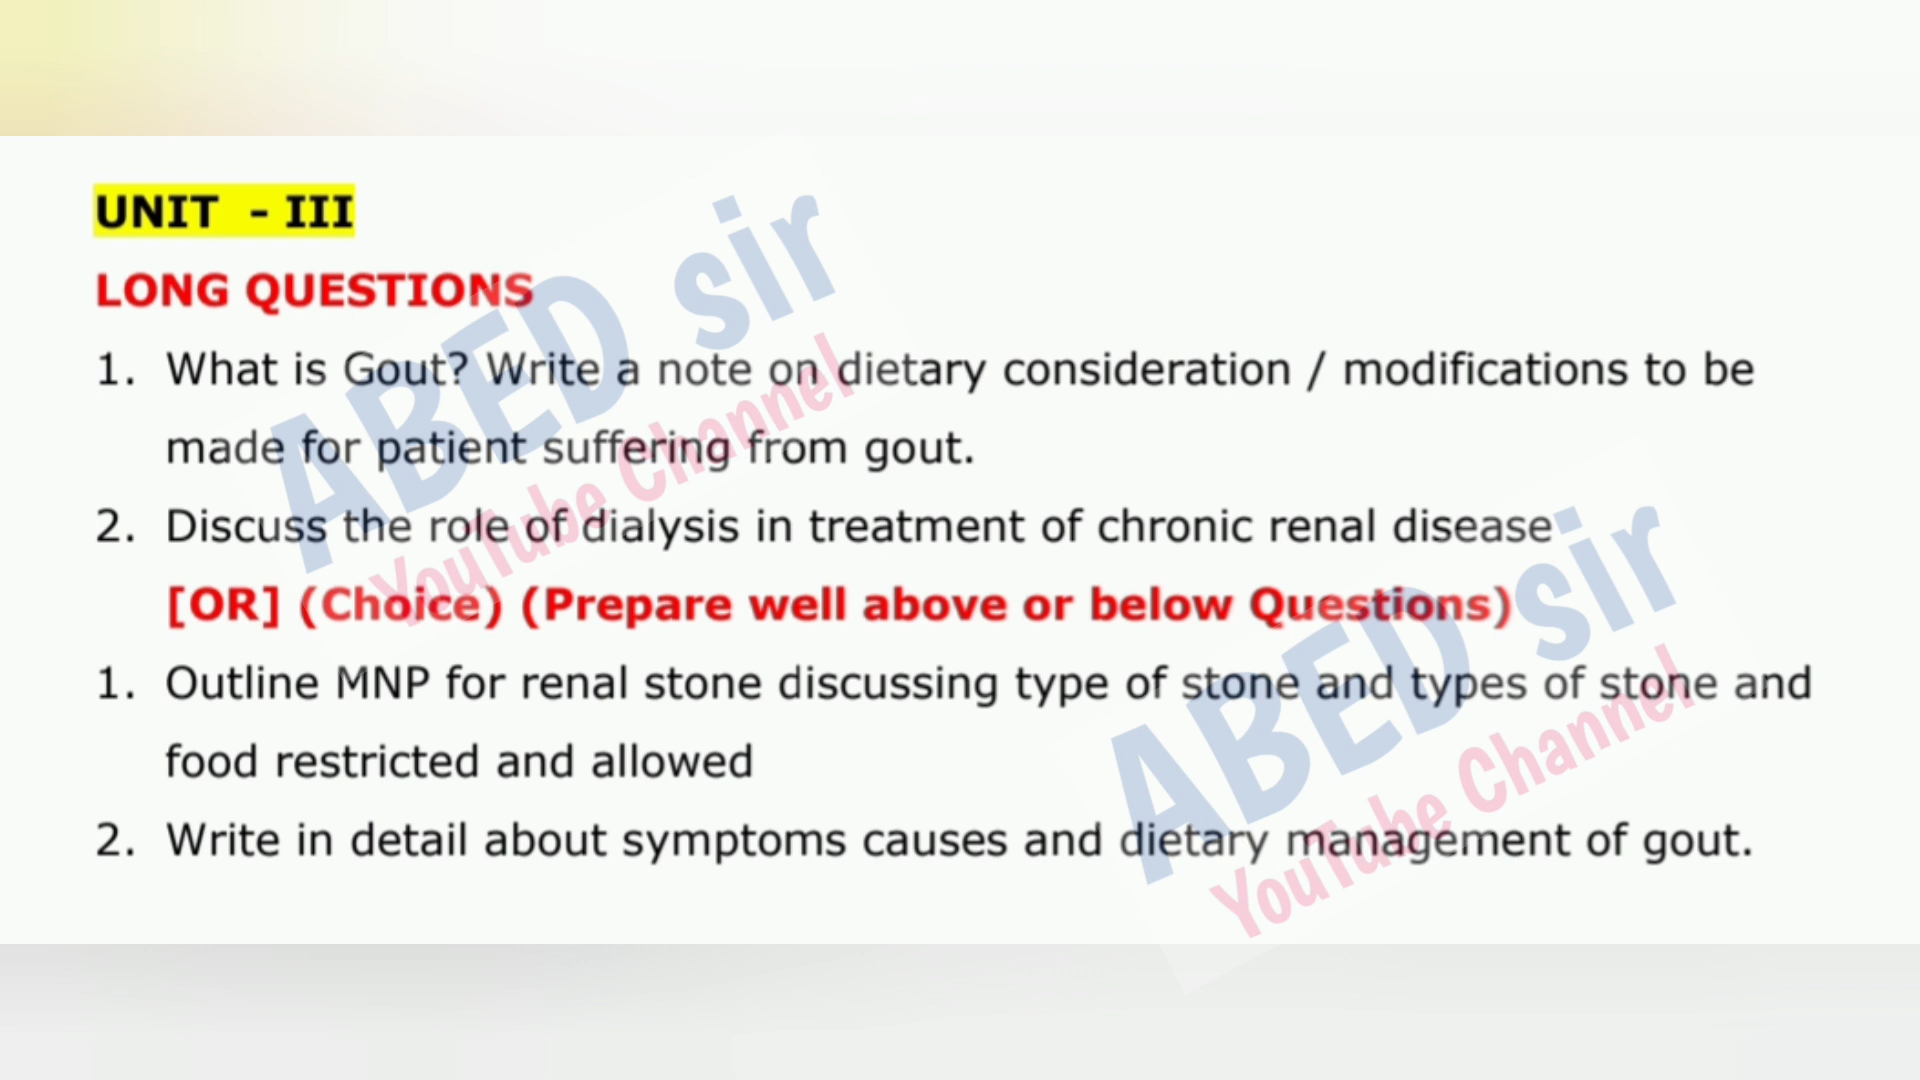 UNIT - III
LONG QUESTIONS
1. What is Gout? Write a note on dietary consideration / modifications to be
made for patient suffering from gout.
2. Discuss the role of dialysis in treatment of chronic renal disease
[OR] (Choice) (Prepare well above or below Questions)
1. Outline MNP for renal stone discussing type of stone and types of stone and
food restricted and allowed
2. Write in detail about symptoms causes and dietary management of gout.
ABED sir
YouTube Channel
ABED sir
YouTube Channel